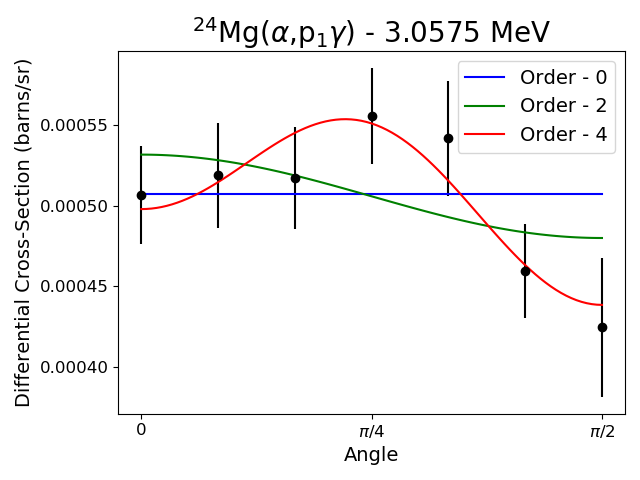 ²⁴Mg(α,p₁γ) - 3.0575 MeV
Differential Cross-Section (barns/sr)
0.00055
0.00050
0.00045
0.00040
Order - 0
Order - 2
Order - 4
0
π/4
π/2
Angle